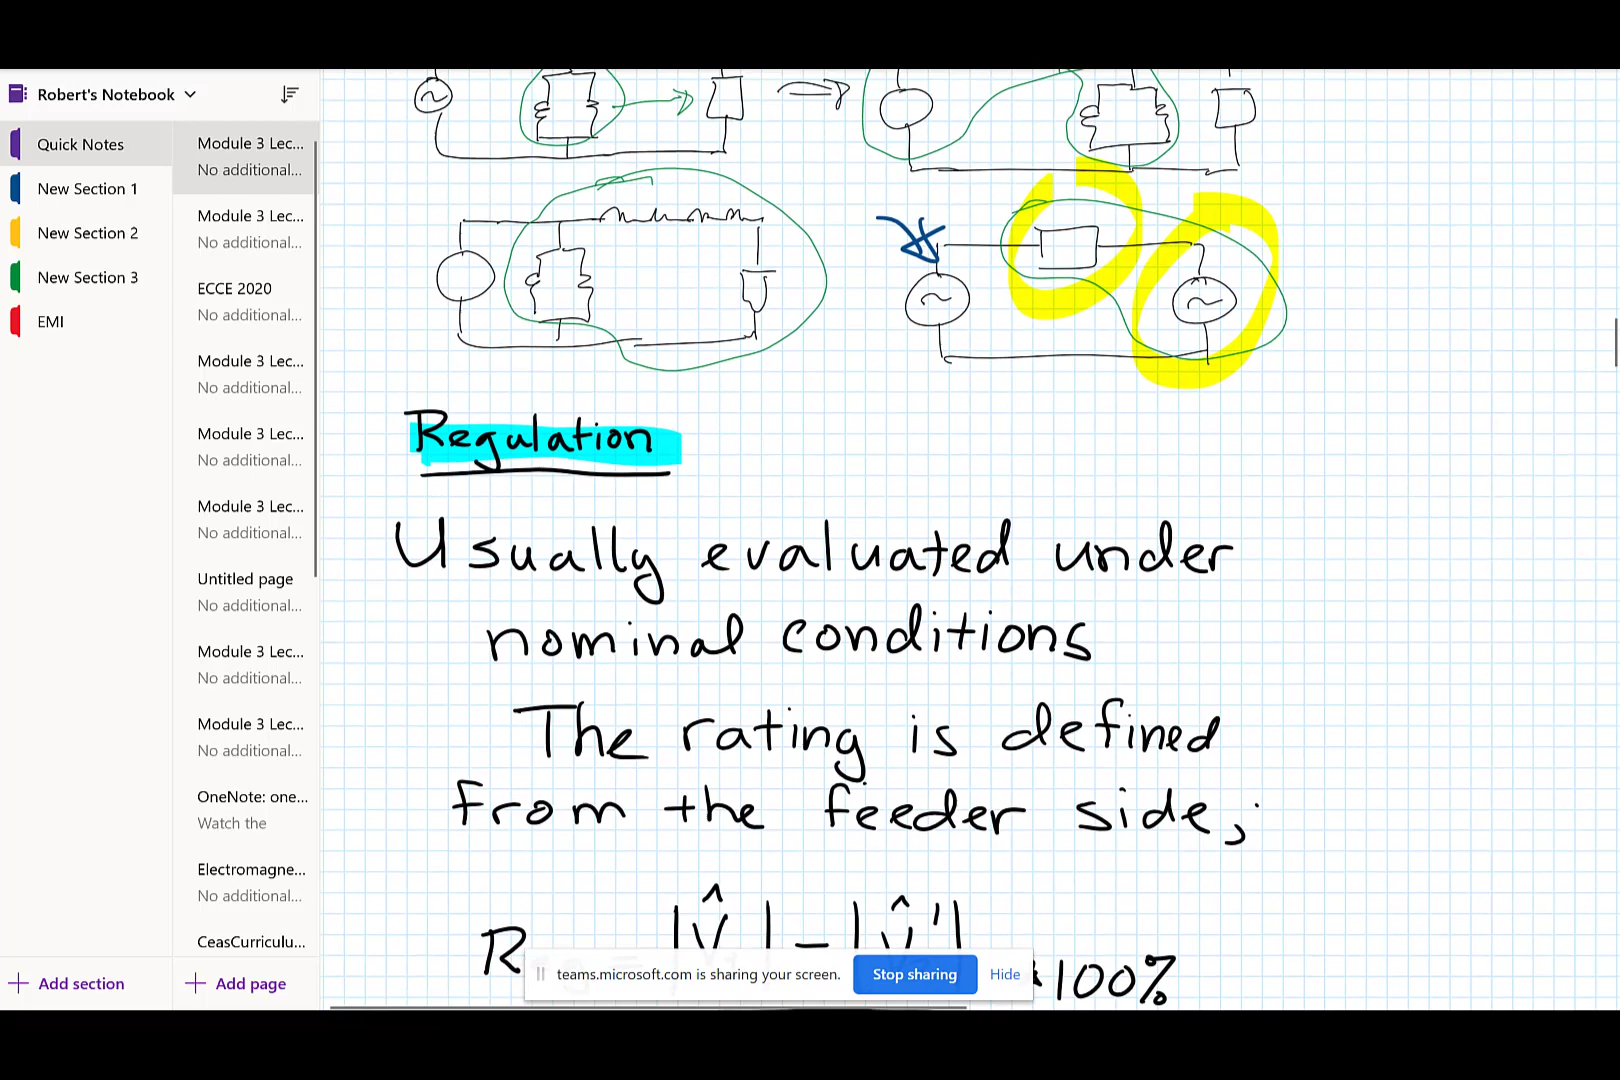 Robert's Notebook
Quick Notes
New Section 1
New Section 2
New Section 3
EMI
Module 3 Lec...
No additional...
Module 3 Lec...
No additional...
ECCE 2020
No additional...
Module 3 Lec...
No additional...
Module 3 Lec...
No additional...
Module 3 Lec...
No additional...
Untitled page
No additional...
Module 3 Lec...
No additional...
Module 3 Lec...
No additional...
OneNote: one...
Watch the
Electromagne...
No additional...
CeasCurriculu...
Add section
Add page
Regulation
Usually evaluated under
nominal conditions
The rating is defined
from the feeder side;
100%
teams.microsoft.com is sharing your screen.
Stop sharing
Hide